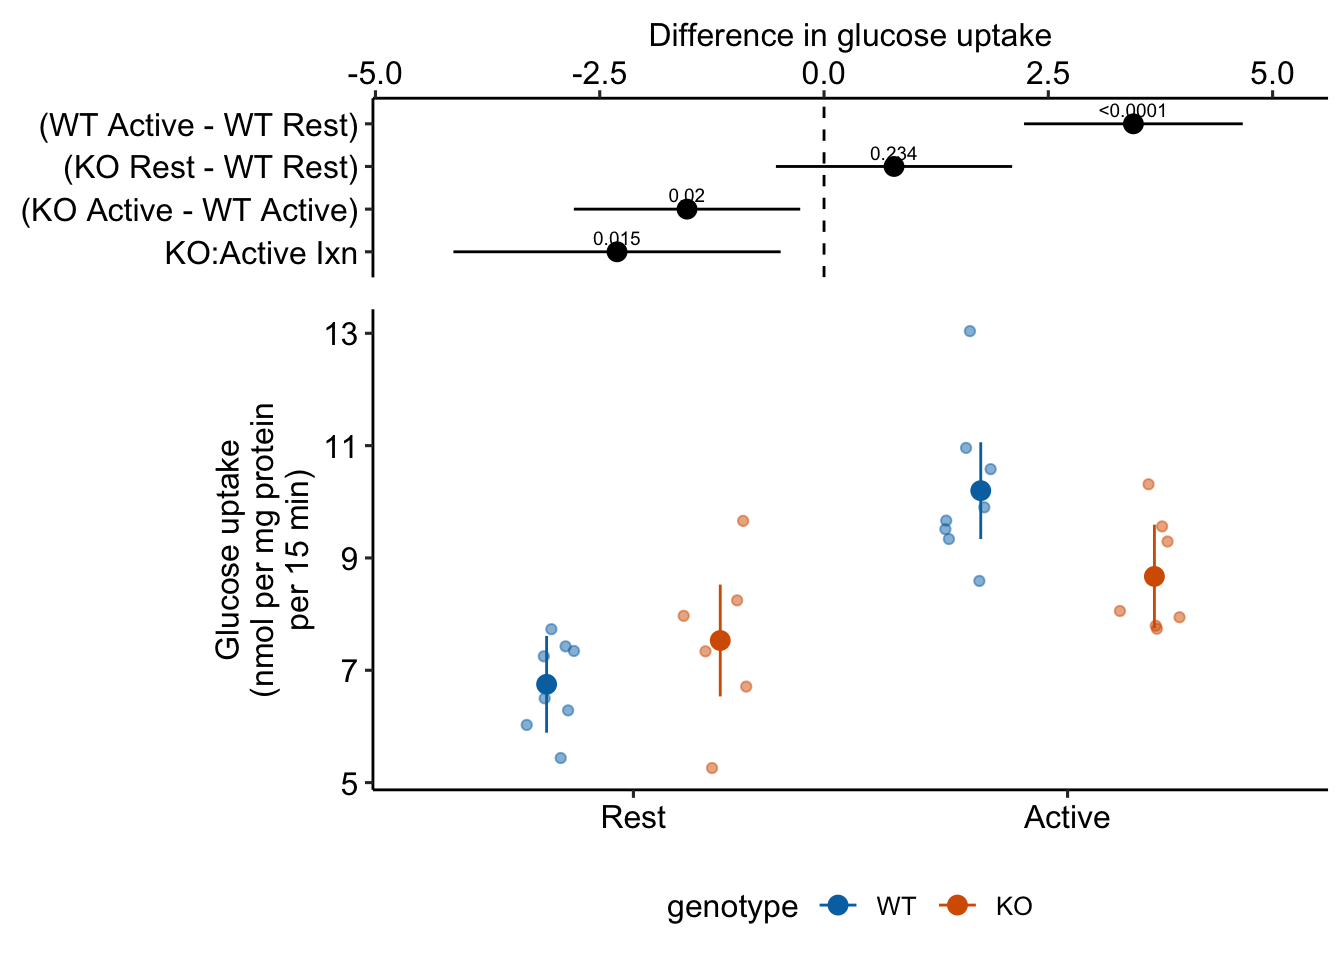 Difference in glucose uptake
-5.0 -2.5 0.0 2.5 5.0
(WT Active - WT Rest) <0.0001
(KO Rest - WT Rest) 0.234
(KO Active - WT Active) 0.02
KO:Active Ixn 0.015
13
11
9
7
5
Glucose uptake
(nmol per mg protein
per 15 min)
Rest Active
genotype WT KO